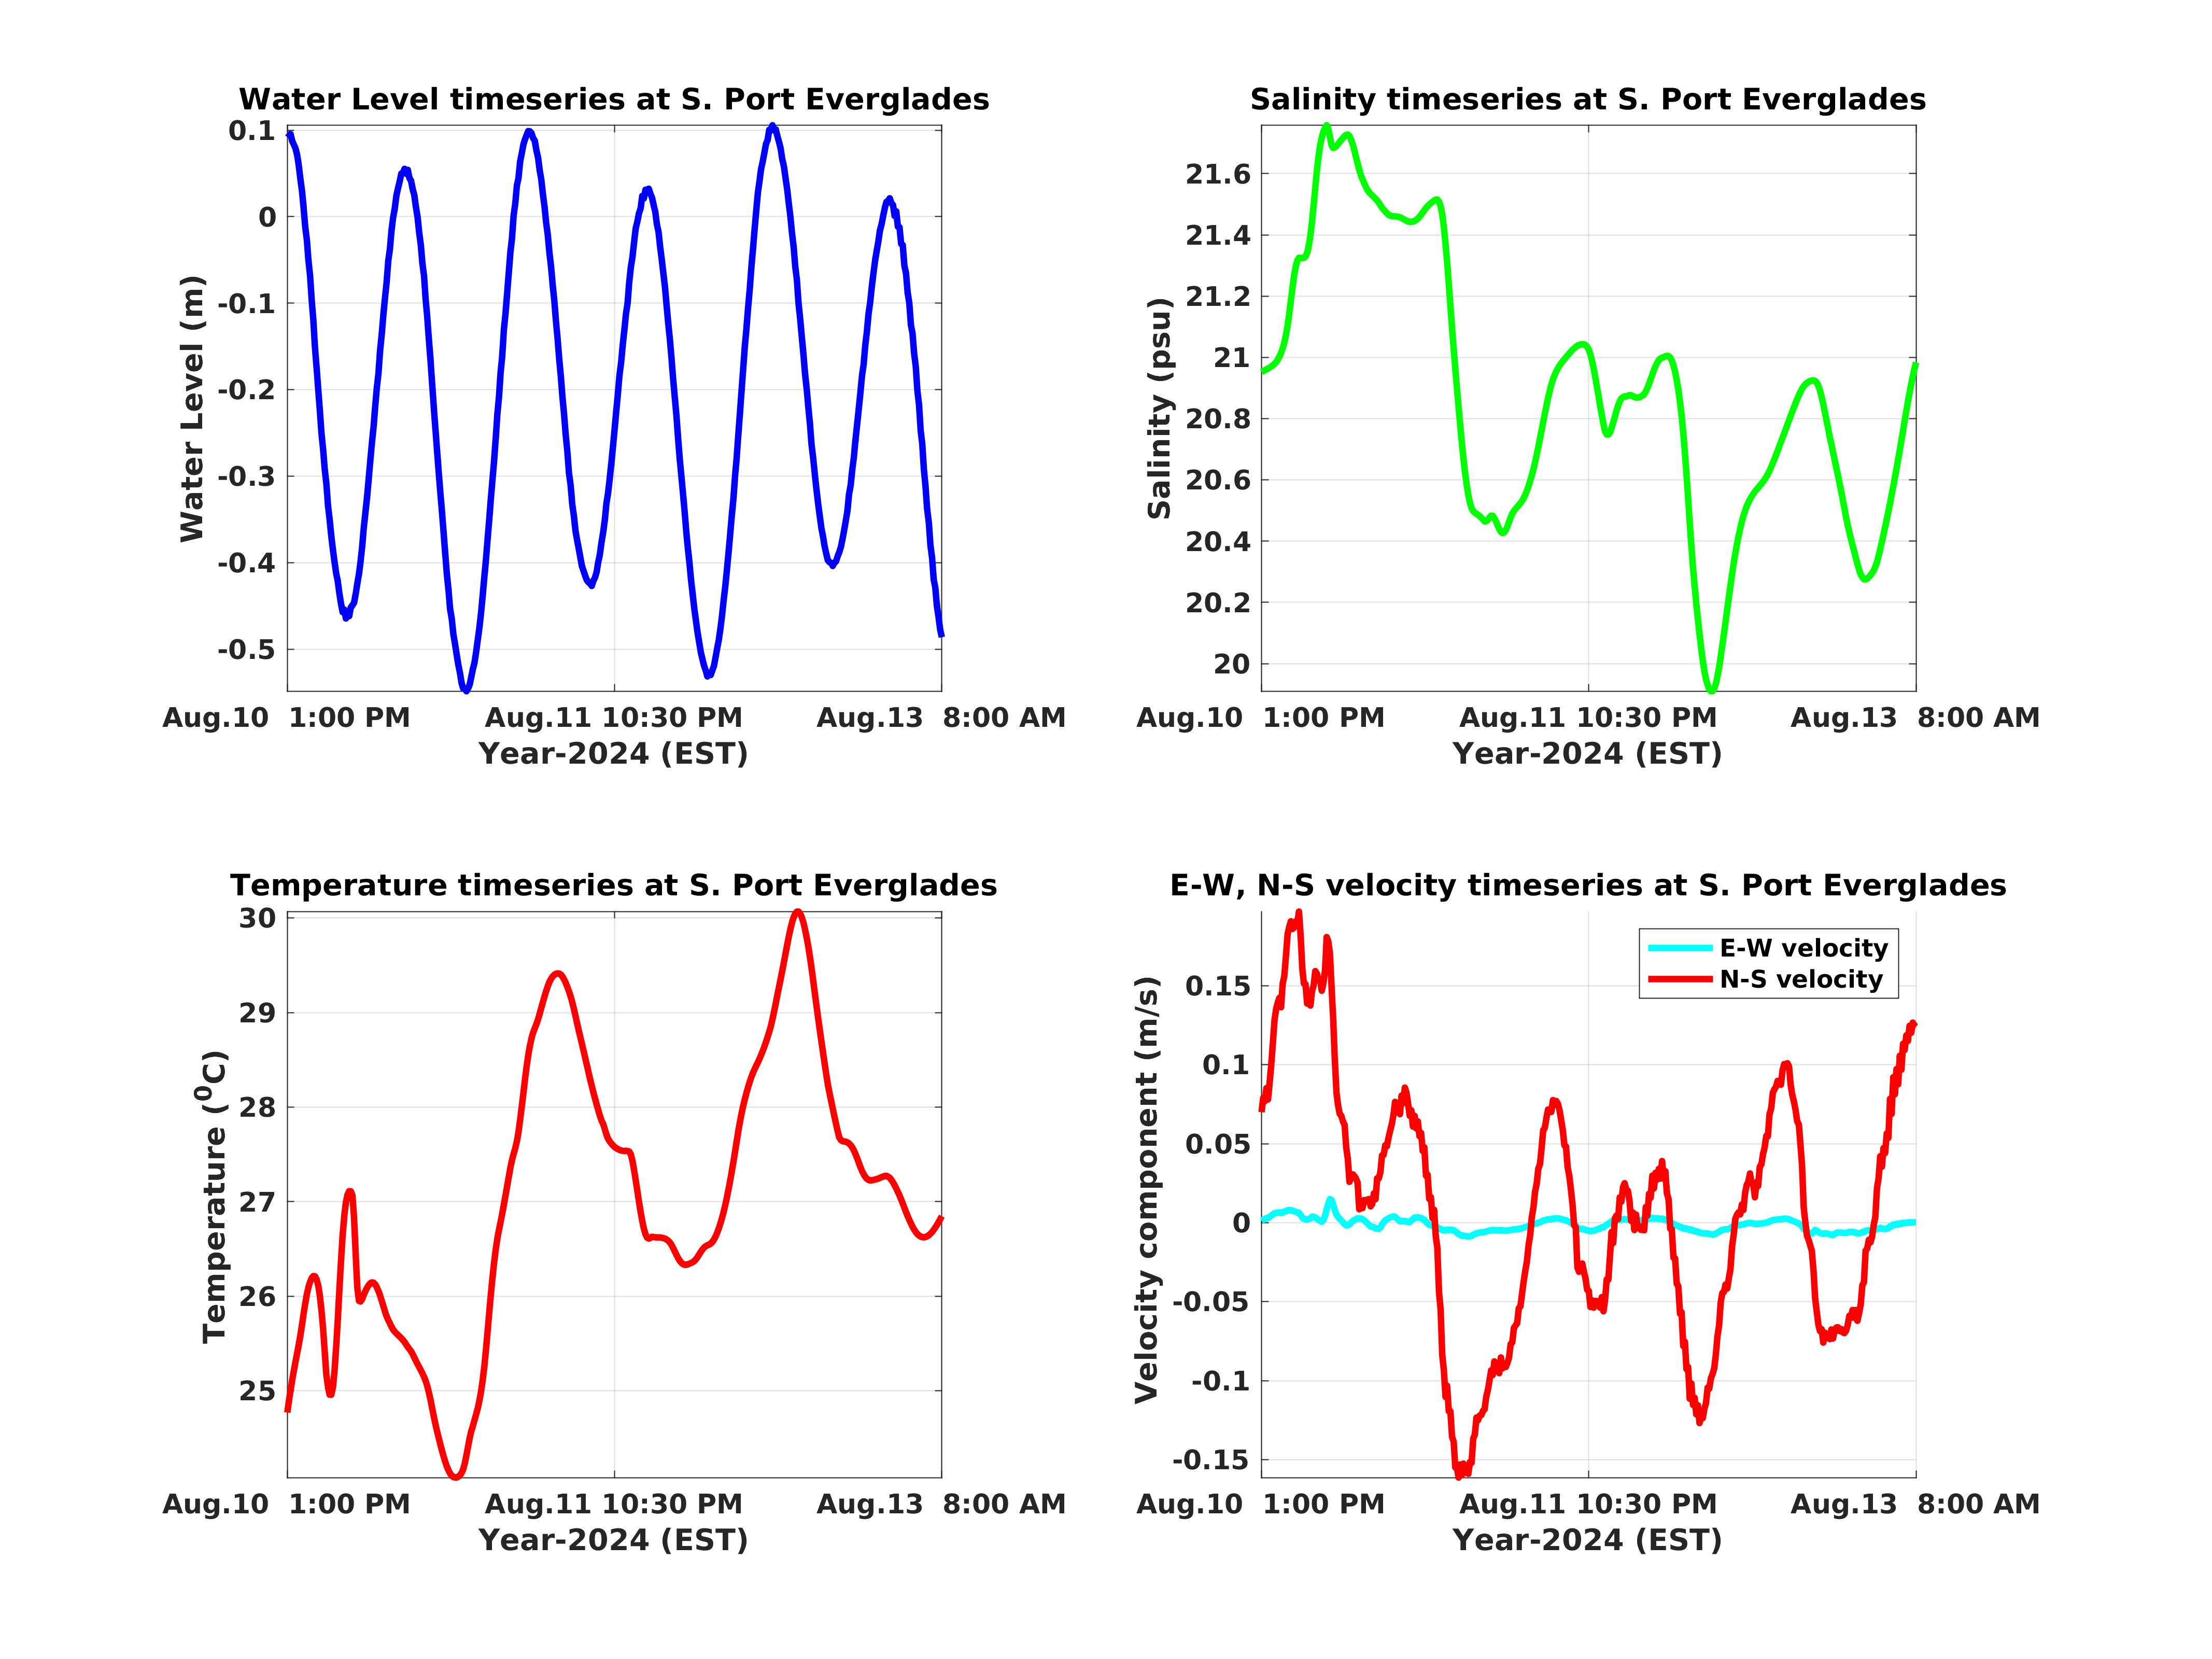 Water Level timeseries at S. Port Everglades
0.1
0
-0.1
-0.2
-0.3
-0.4
-0.5
Water Level (m)
Aug.10 1:00 PM
Aug.11 10:30 PM
Aug.13 8:00 AM
Year-2024 (EST)
Salinity timeseries at S. Port Everglades
21.6
21.4
21.2
21
20.8
20.6
20.4
20.2
20
Salinity (psu)
Aug.10 1:00 PM
Aug.11 10:30 PM
Aug.13 8:00 AM
Year-2024 (EST)
Temperature timeseries at S. Port Everglades
30
29
28
27
26
25
Temperature (⁰C)
Aug.10 1:00 PM
Aug.11 10:30 PM
Aug.13 8:00 AM
Year-2024 (EST)
E-W, N-S velocity timeseries at S. Port Everglades
E-W velocity
N-S velocity
0.15
0.1
0.05
0
-0.05
-0.1
-0.15
Velocity component (m/s)
Aug.10 1:00 PM
Aug.11 10:30 PM
Aug.13 8:00 AM
Year-2024 (EST)